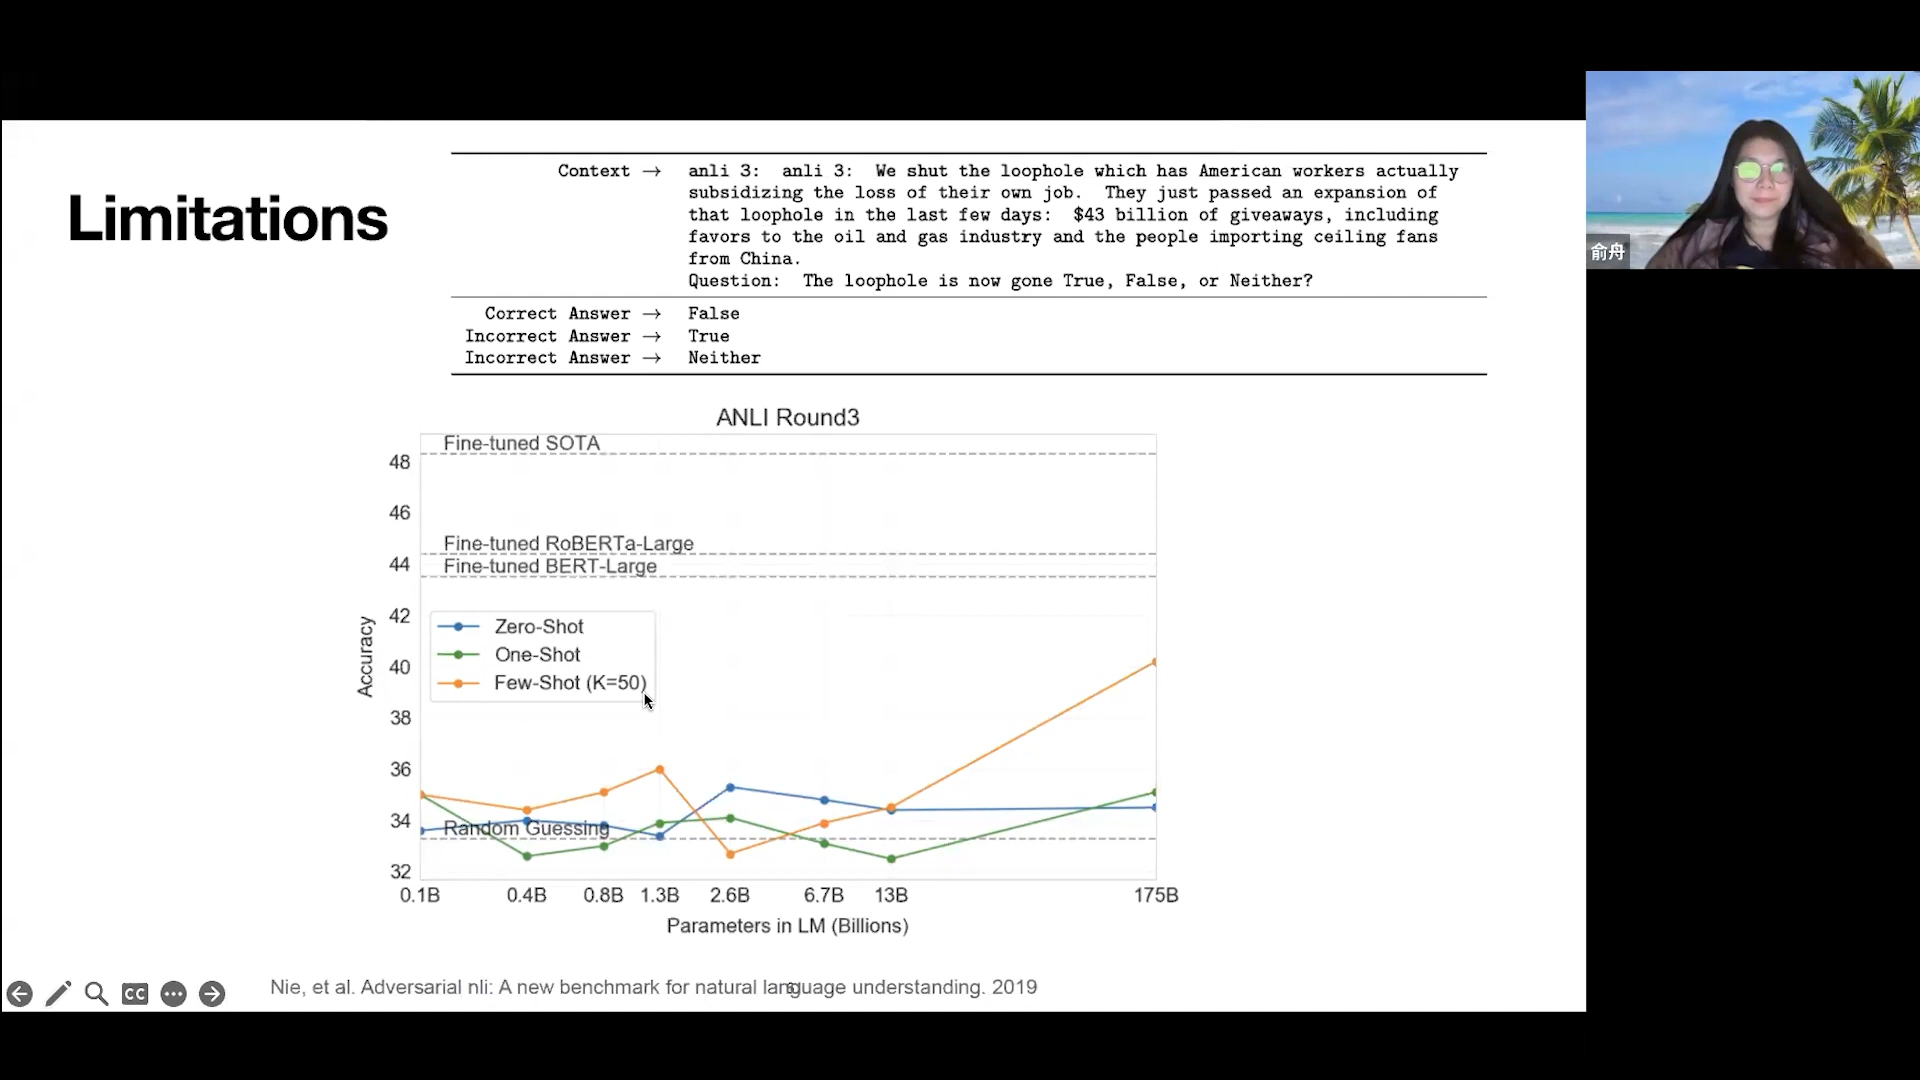 Limitations
Context → anli 3: anli 3: We shut the loophole which has American workers actually
subsidizing the loss of their own job. They just passed an expansion of
that loophole in the last few days: $43 billion of giveaways, including
favors to the oil and gas industry and the people importing ceiling fans
from China.
Question: The loophole is now gone True, False, or Neither?
Correct Answer → False
Incorrect Answer → True
Incorrect Answer → Neither
ANLI Round3
Fine-tuned SOTA
48
46
Fine-tuned RoBERTa-Large
44
Fine-tuned BERT-Large
42
Zero-Shot
One-Shot
Few-Shot (K=50)
Accuracy
40
38
36
34
Random Guessing
32
0.1B 0.4B 0.8B 1.3B 2.6B 6.7B 13B 175B
Parameters in LM (Billions)
Nie, et al. Adversarial nli: A new benchmark for natural language understanding. 2019
CC
俞舟